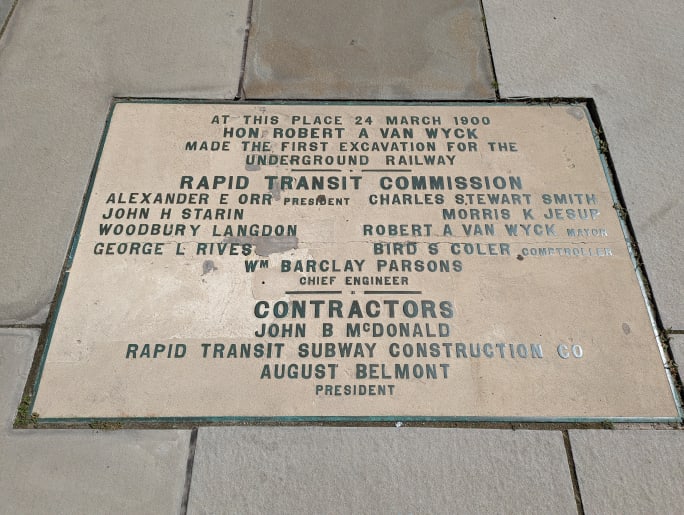 AT THIS PLACE 24 MARCH 1900
HON. ROBERT A VAN WYCK
MADE THE FIRST EXCAVATION FOR THE
UNDERGROUND RAILWAY
RAPID TRANSIT COMMISSION
ALEXANDER E ORR PRESIDENT CHARLES STEWART SMITH
JOHN H STARIN MORRIS K JESUP
WOODBURY LANGDON ROBERT A VAN WYCK MAYOR
GEORGE L RIVES BIRD S COLER COMPTROLLER
WM BARCLAY PARSONS
CHIEF ENGINEER
CONTRACTORS
JOHN B McDONALD
RAPID TRANSIT SUBWAY CONSTRUCTION CO
AUGUST BELMONT
PRESIDENT